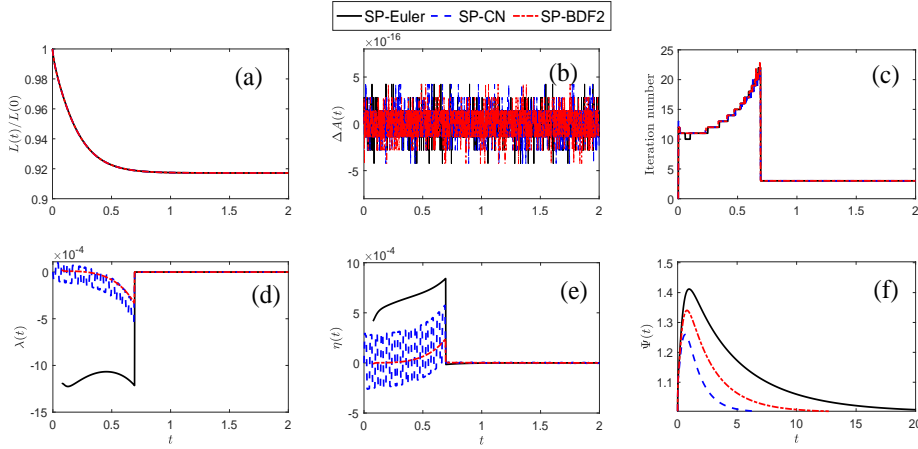 SP-Euler SP-CN SP-BDF2
(a)
L(t)/L(0)
1
0.98
0.96
0.94
0.92
0.9
0 0.5 1 1.5 2
×10⁻¹⁶
(b)
ΔA(t)
5
0
-5
0 0.5 1 1.5 2
(c)
Iteration number
25
20
15
10
5
0
0 0.5 1 1.5 2
×10⁻⁴
(d)
λ(t)
0
-5
-10
-15
0 0.5 1 1.5 2
t
×10⁻⁴
(e)
η(t)
10
5
0
-5
0 0.5 1 1.5 2
t
(f)
Ψ(t)
1.5
1.4
1.3
1.2
1.1
0 5 10 15 20
t